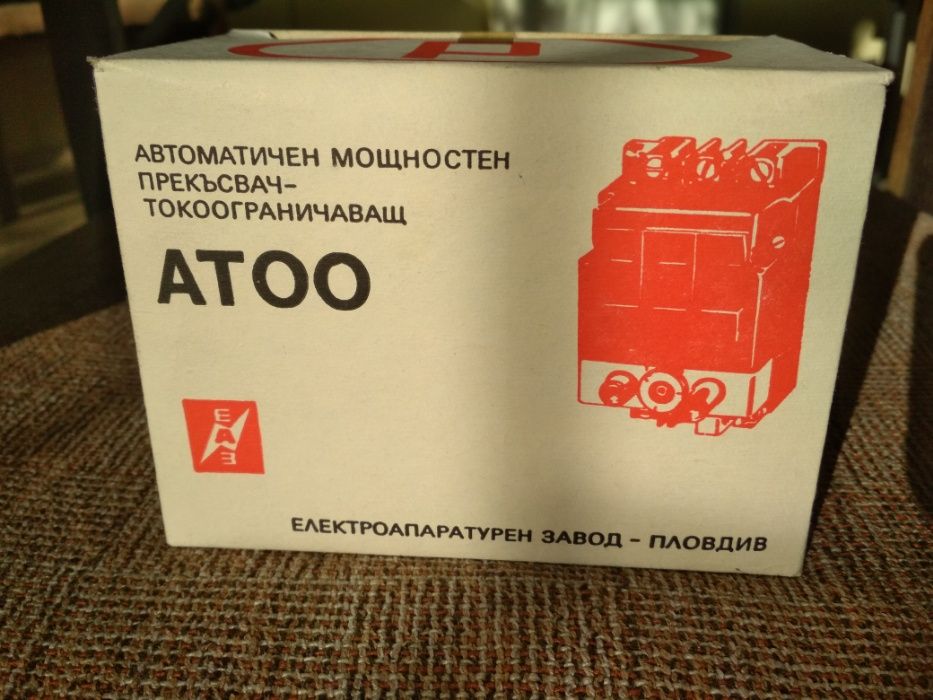 АВТОМАТИЧЕН МОЩНОСТЕН
ПРЕКЪСВАЧ-
ТОКООГРАНИЧАВАЩ
АТОО
ЕАЗ
ЕЛЕКТРОАПАРАТУРЕН ЗАВОД - ПЛОВДИВ